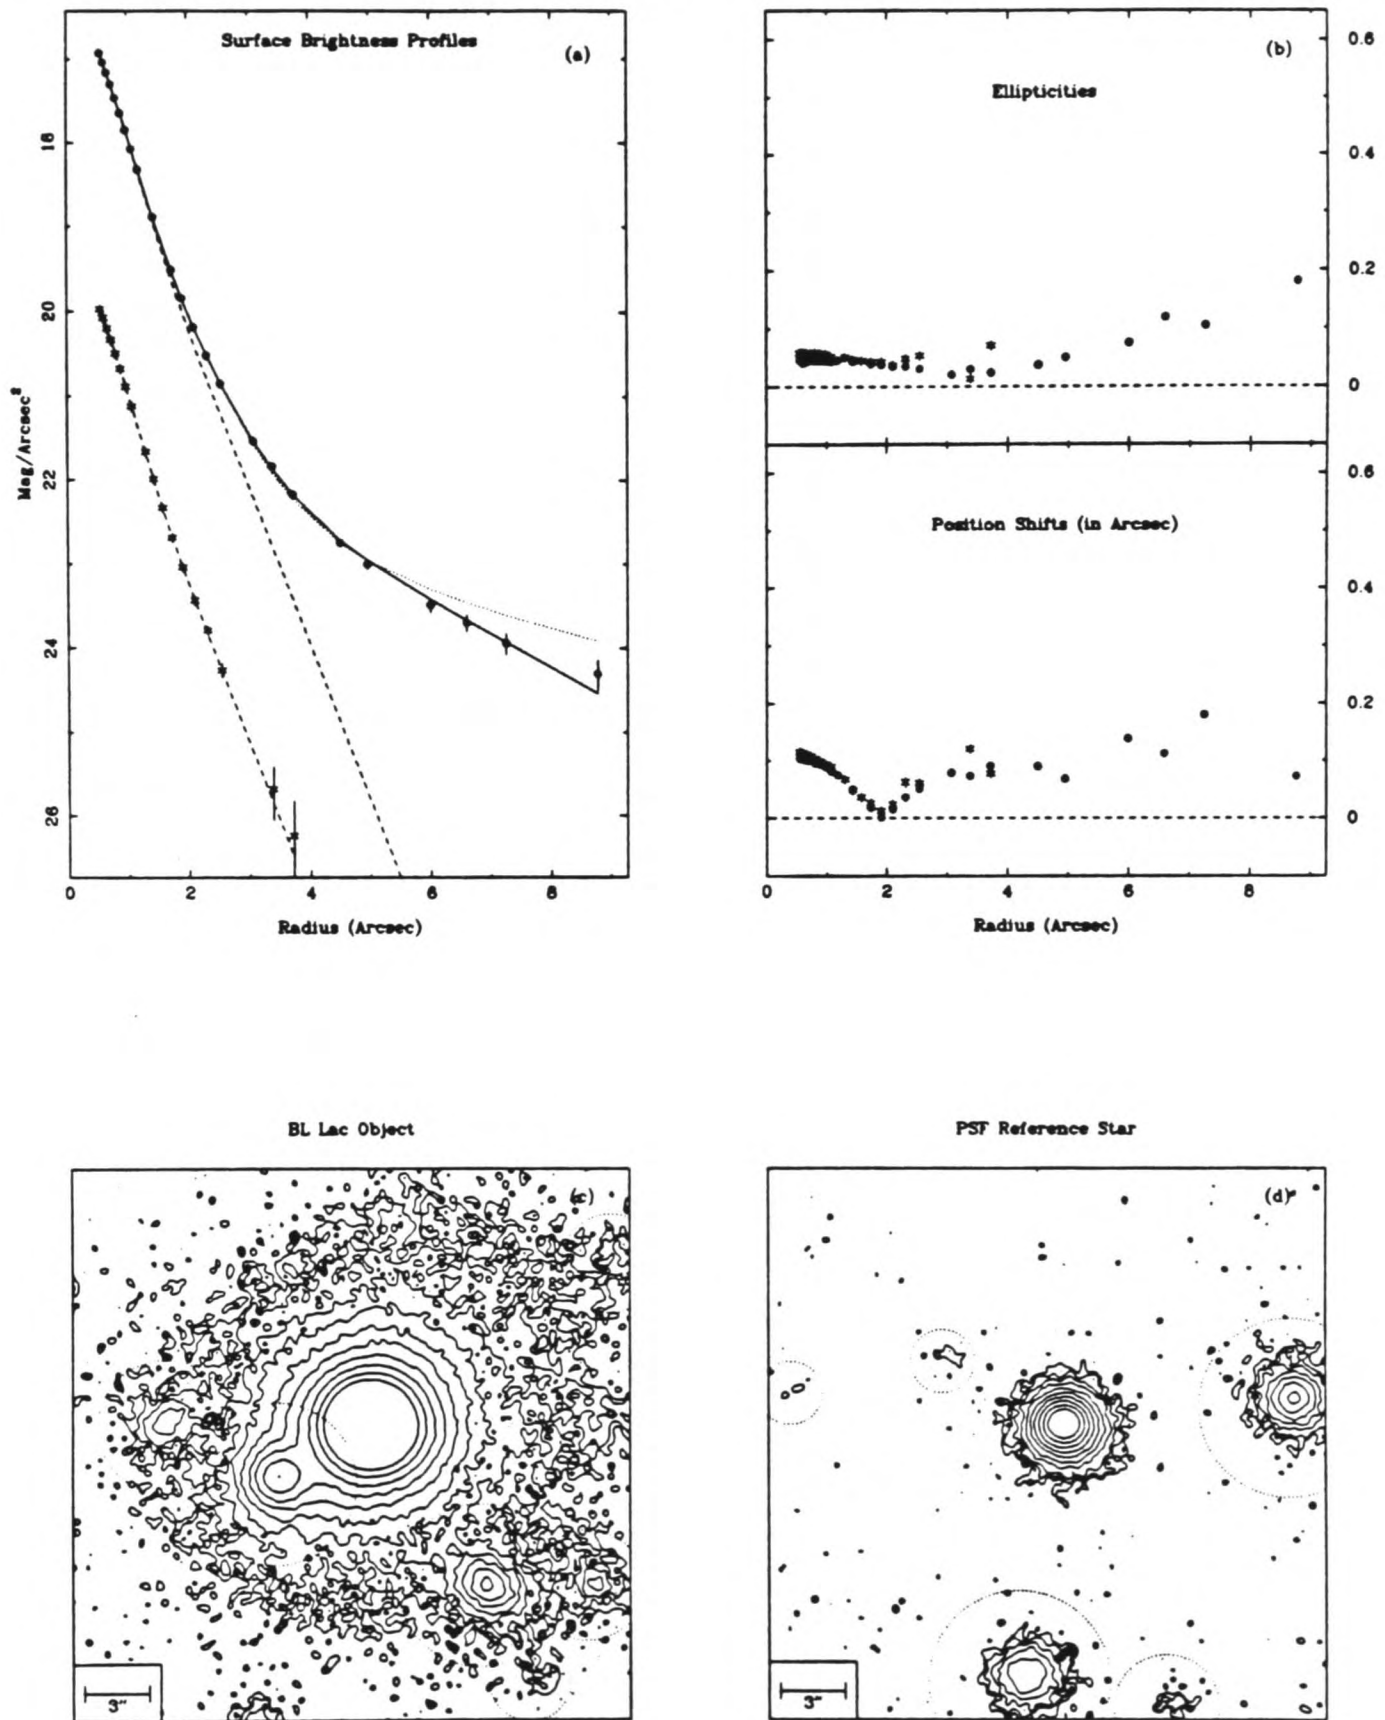 Surface Brightness Profiles
(a)
16
20
22
24
26
Mag/Arcsec²
0 2 4 6 8
Radius (Arcsec)
(b)
Ellipticities
0.6
0.4
0.2
0
Position Shifts (in Arcsec)
0.6
0.4
0.2
0
0 2 4 6 8
Radius (Arcsec)
BL Lac Object
(c)
3"
PSF Reference Star
(d)
3"